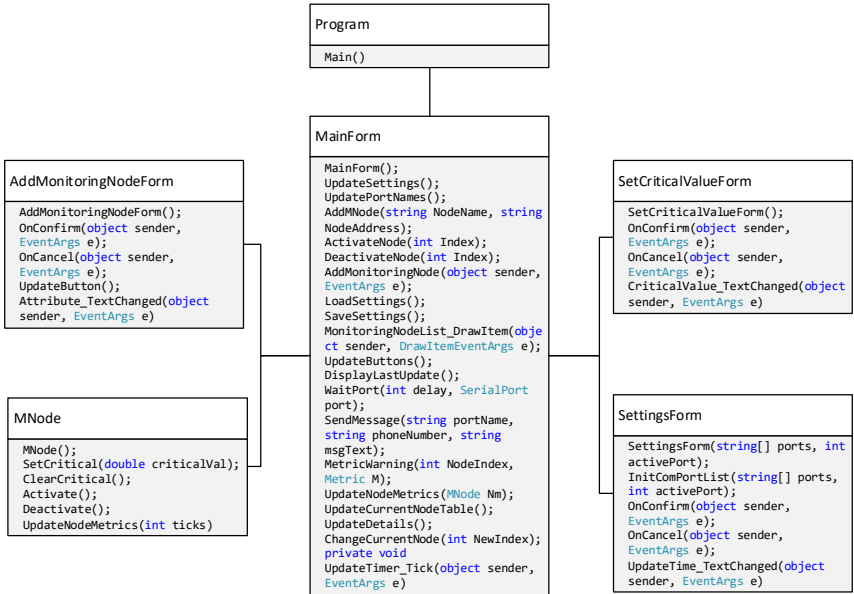 Program
Main()
MainForm
MainForm();
UpdateSettings();
UpdatePortNames();
AddMNode(string NodeName, string
NodeAddress);
ActivateNode(int Index);
DeactivateNode(int Index);
AddMonitoringNode(object sender,
EventArgs e);
LoadSettings();
SaveSettings();
MonitoringNodeList_DrawItem(obje
ct sender, DrawItemEventArgs e);
UpdateButtons();
DisplayLastUpdate();
WaitPort(int delay, SerialPort
port);
SendMessage(string portName,
string phoneNumber, string
msgText);
MetricWarning(int NodeIndex,
Metric M);
UpdateNodeMetrics(MNode Nm);
UpdateCurrentNodeTable();
UpdateDetails();
ChangeCurrentNode(int NewIndex);
private void
UpdateTimer_Tick(object sender,
EventArgs e)
AddMonitoringNodeForm
AddMonitoringNodeForm();
OnConfirm(object sender,
EventArgs e);
OnCancel(object sender,
EventArgs e);
UpdateButton();
Attribute_TextChanged(object
sender, EventArgs e)
MNode
MNode();
SetCritical(double criticalVal);
ClearCritical();
Activate();
Deactivate();
UpdateNodeMetrics(int ticks)
SetCriticalValueForm
SetCriticalValueForm();
OnConfirm(object sender,
EventArgs e);
OnCancel(object sender,
EventArgs e);
CriticalValue_TextChanged(object
sender, EventArgs e)
SettingsForm
SettingsForm(string[] ports, int
activePort);
InitComPortList(string[] ports,
int activePort);
OnConfirm(object sender,
EventArgs e);
OnCancel(object sender,
EventArgs e);
UpdateTime_TextChanged(object
sender, EventArgs e)